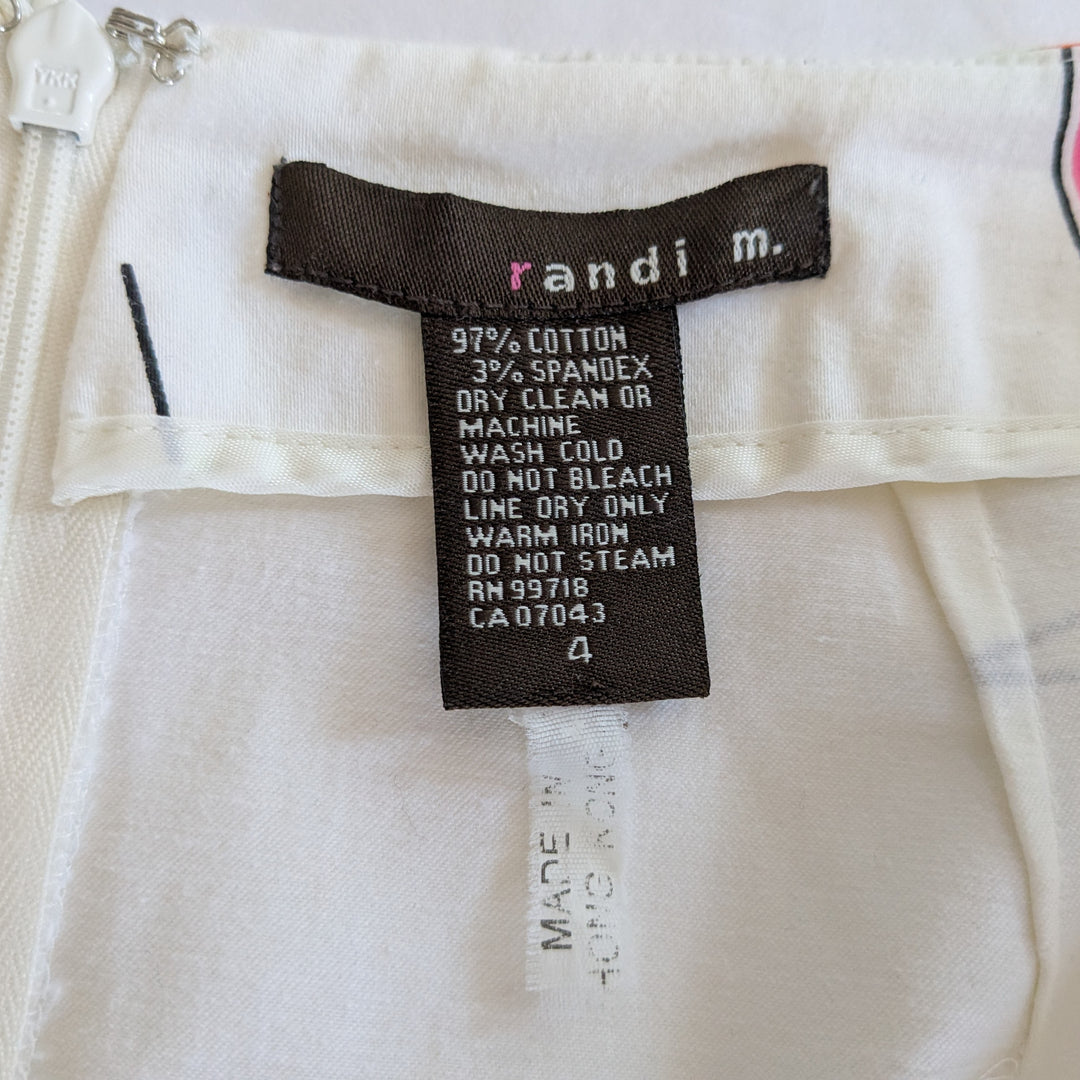 YKK
randi m.
97% COTTON
3% SPANDEX
DRY CLEAN OR
MACHINE
WASH COLD
DO NOT BLEACH
LINE DRY ONLY
WARM IRON
DO NOT STEAM
RN 99718
CA 07043
4
MADE IN
HONG KONG